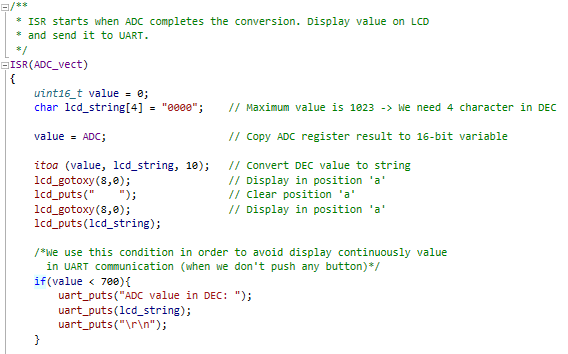 /**
 * ISR starts when ADC completes the conversion. Display value on LCD
 * and send it to UART.
 */
ISR(ADC_vect)
{
    uint16_t value = 0;
    char lcd_string[4] = "0000";    // Maximum value is 1023 -> We need 4 character in DEC

    value = ADC;                    // Copy ADC register result to 16-bit variable

    itoa (value, lcd_string, 10);   // Convert DEC value to string
    lcd_gotoxy(8,0);                // Display in position 'a'
    lcd_puts("    ");               // Clear position 'a'
    lcd_gotoxy(8,0);                // Display in position 'a'
    lcd_puts(lcd_string);

    /*We use this condition in order to avoid display continuously value
      in UART communication (when we don't push any button)*/
    if(value < 700){
        uart_puts("ADC value in DEC: ");
        uart_puts(lcd_string);
        uart_puts("\r\n");
    }